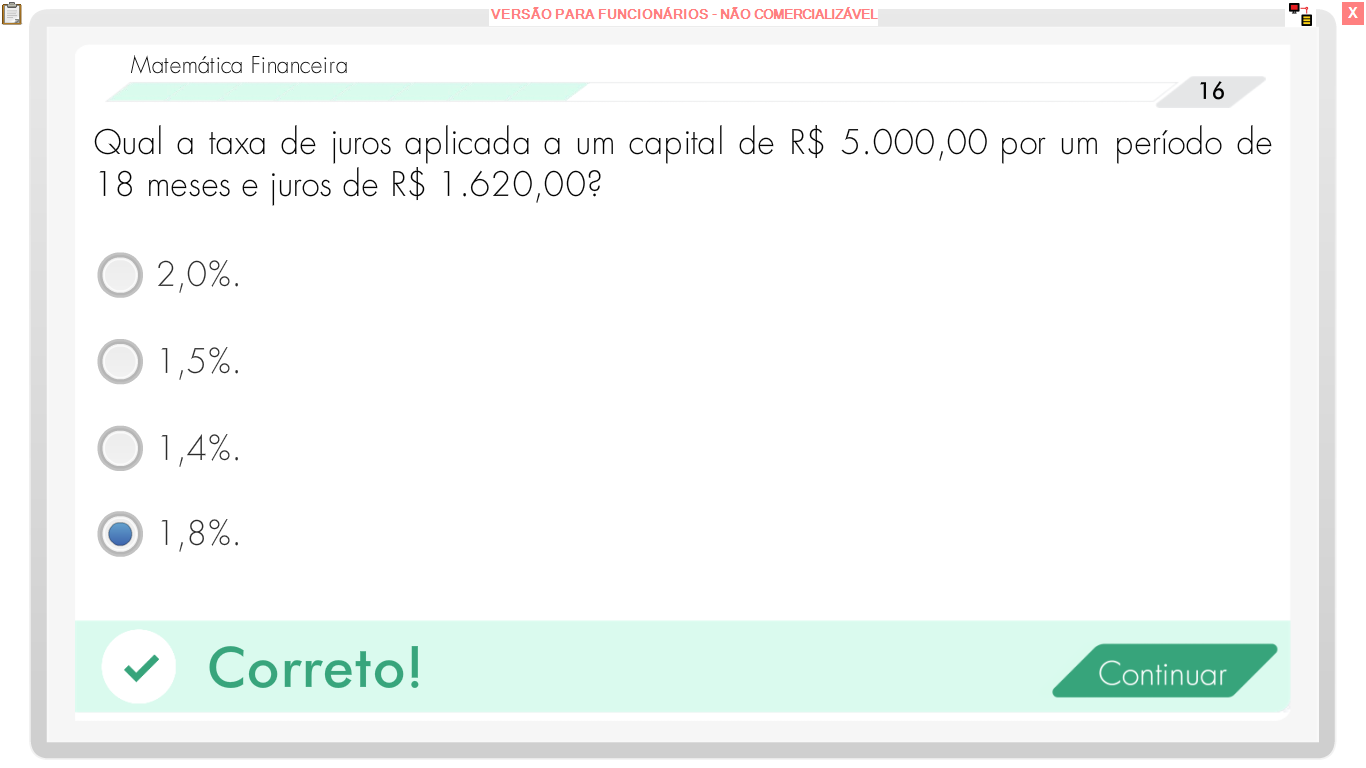 VERSÃO PARA FUNCIONÁRIOS - NÃO COMERCIALIZÁVEL
X
Matemática Financeira
16
Qual a taxa de juros aplicada a um capital de R$ 5.000,00 por um período de
18 meses e juros de R$ 1.620,00?
2,0%.
1,5%.
1,4%.
1,8%.
Correto!
Continuar